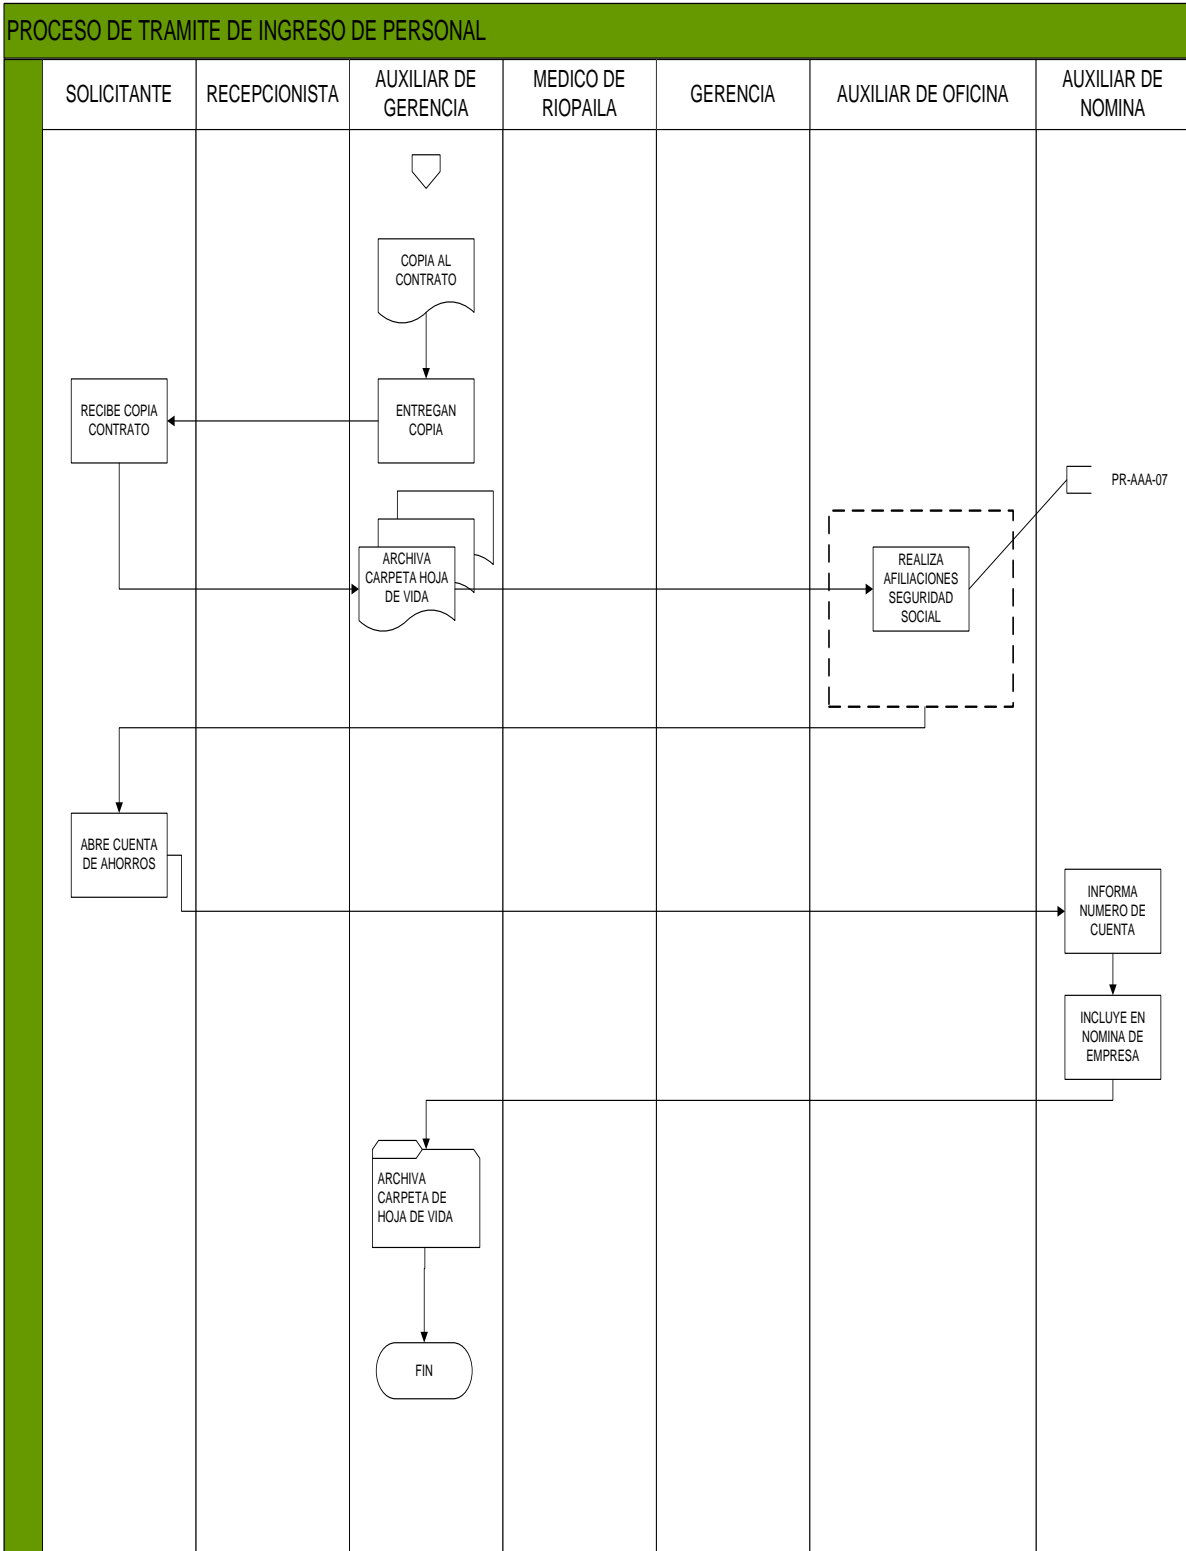 PROCESO DE TRAMITE DE INGRESO DE PERSONAL
SOLICITANTE
RECEPCIONISTA
AUXILIAR DE
GERENCIA
MEDICO DE
RIOPAILA
GERENCIA
AUXILIAR DE OFICINA
AUXILIAR DE
NOMINA
COPIA AL
CONTRATO
RECIBE COPIA
CONTRATO
ENTREGAN
COPIA
PR-AAA-07
ARCHIVA
CARPETA HOJA
DE VIDA
REALIZA
AFILIACIONES
SEGURIDAD
SOCIAL
ABRE CUENTA
DE AHORROS
INFORMA
NUMERO DE
CUENTA
INCLUYE EN
NOMINA DE
EMPRESA
ARCHIVA
CARPETA DE
HOJA DE VIDA
FIN